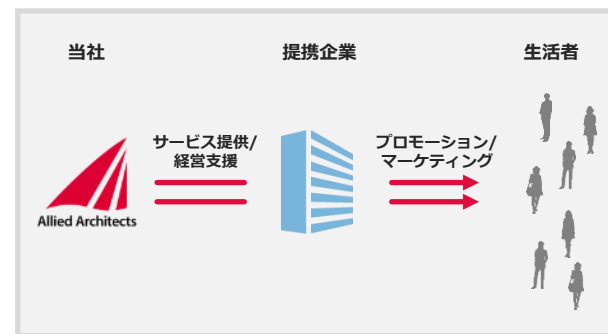 当社
提携企業
生活者
サービス提供/
経営支援
プロモーション/
マーケティング
Allied Architects